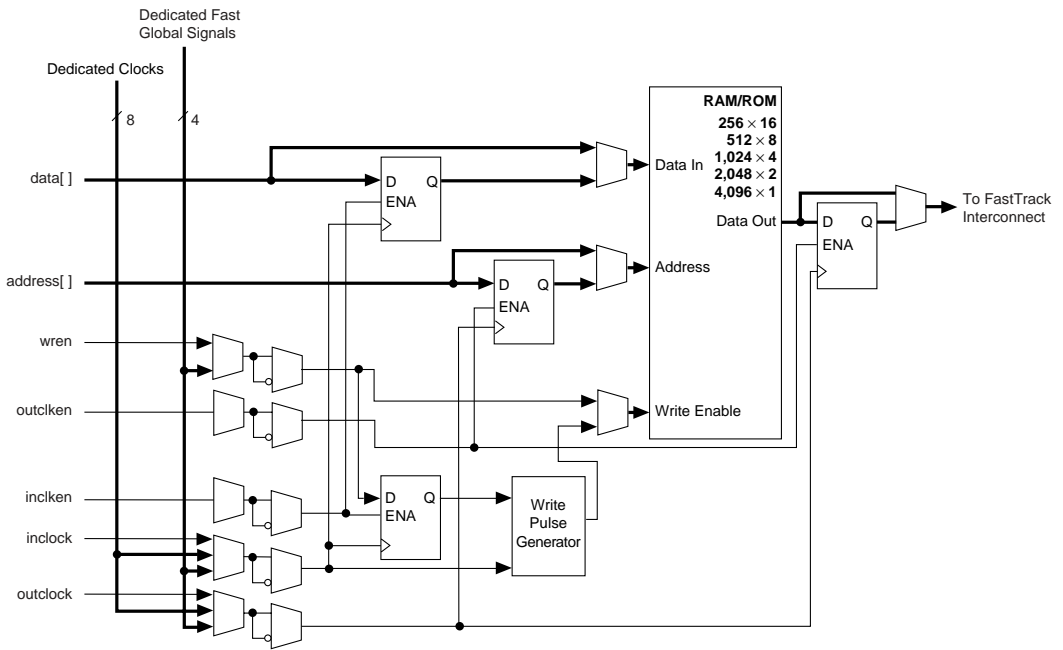 Dedicated Fast
Global Signals
Dedicated Clocks
8
4
RAM/ROM
256 × 16
512 × 8
1,024 × 4
2,048 × 2
4,096 × 1
data[ ]
D Q
ENA
Data In
Data Out
D Q
ENA
To FastTrack
Interconnect
address[ ]
D Q
ENA
Address
wren
outclken
Write Enable
inclken
D Q
ENA
Write
Pulse
Generator
inclock
outclock